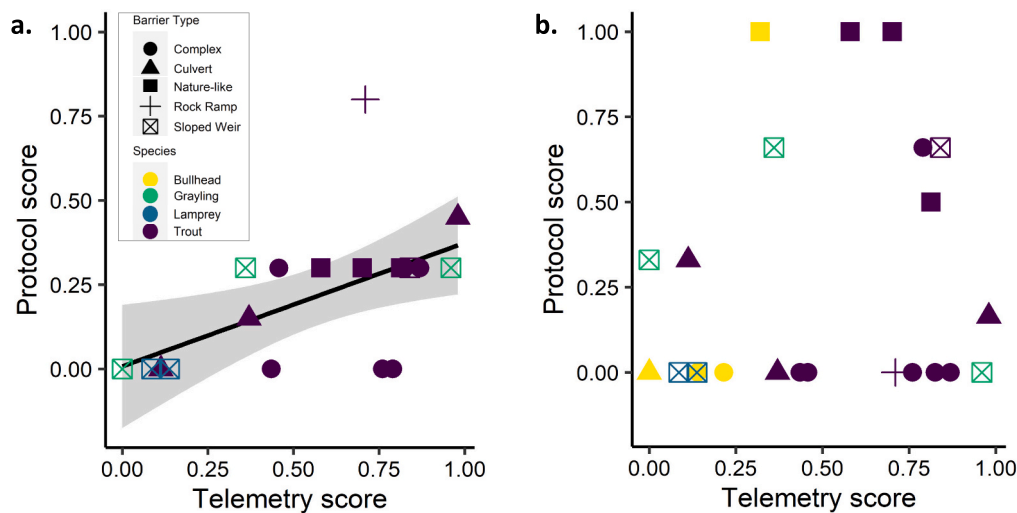 a.
Protocol score
1.00
0.75
0.50
0.25
0.00
Barrier Type
Complex
Culvert
Nature-like
Rock Ramp
Sloped Weir
Species
Bullhead
Grayling
Lamprey
Trout
0.00 0.25 0.50 0.75 1.00
Telemetry score
b.
Protocol score
1.00
0.75
0.50
0.25
0.00
0.00 0.25 0.50 0.75 1.00
Telemetry score